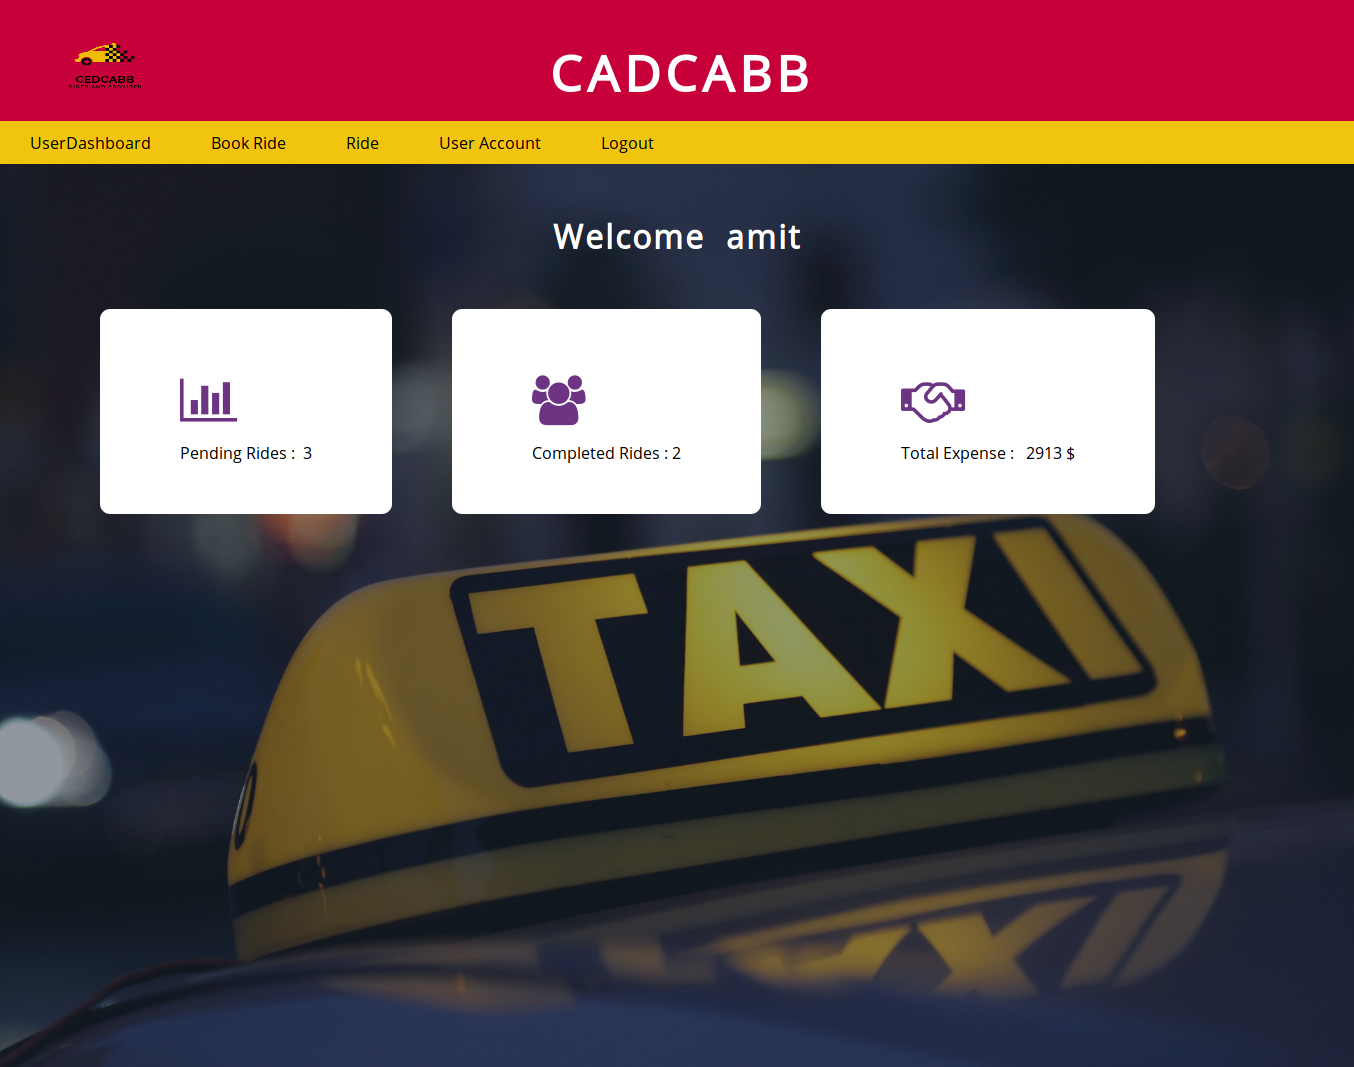 CEDCABB
CADCABB
UserDashboard Book Ride Ride User Account Logout
Welcome amit
Pending Rides : 3
Completed Rides : 2
Total Expense : 2913 $
TAXI